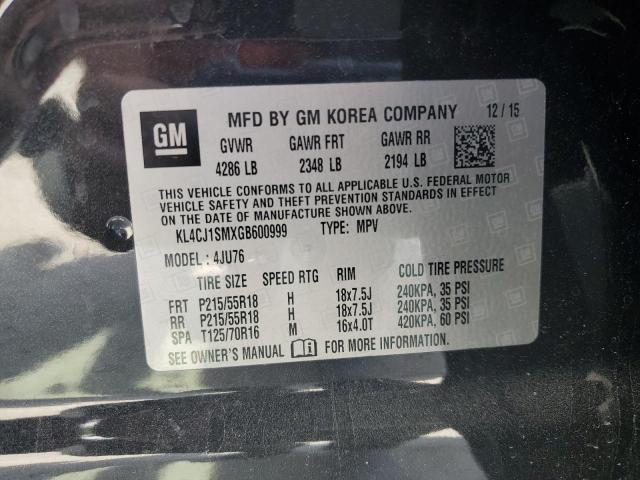 GM
MFD BY GM KOREA COMPANY 12/15
GVWR GAWR FRT GAWR RR
4286 LB 2348 LB 2194 LB
THIS VEHICLE CONFORMS TO ALL APPLICABLE U.S. FEDERAL MOTOR
VEHICLE SAFETY AND THEFT PREVENTION STANDARDS IN EFFECT
ON THE DATE OF MANUFACTURE SHOWN ABOVE.
KL4CJ1SMXGB600999 TYPE: MPV
MODEL: 4JU76
TIRE SIZE SPEED RTG RIM COLD TIRE PRESSURE
FRT P215/55R18 H 18x7.5J 240KPA, 35 PSI
RR P215/55R18 H 18x7.5J 240KPA, 35 PSI
SPA T125/70R16 M 16x4.0T 420KPA, 60 PSI
SEE OWNER'S MANUAL FOR MORE INFORMATION.